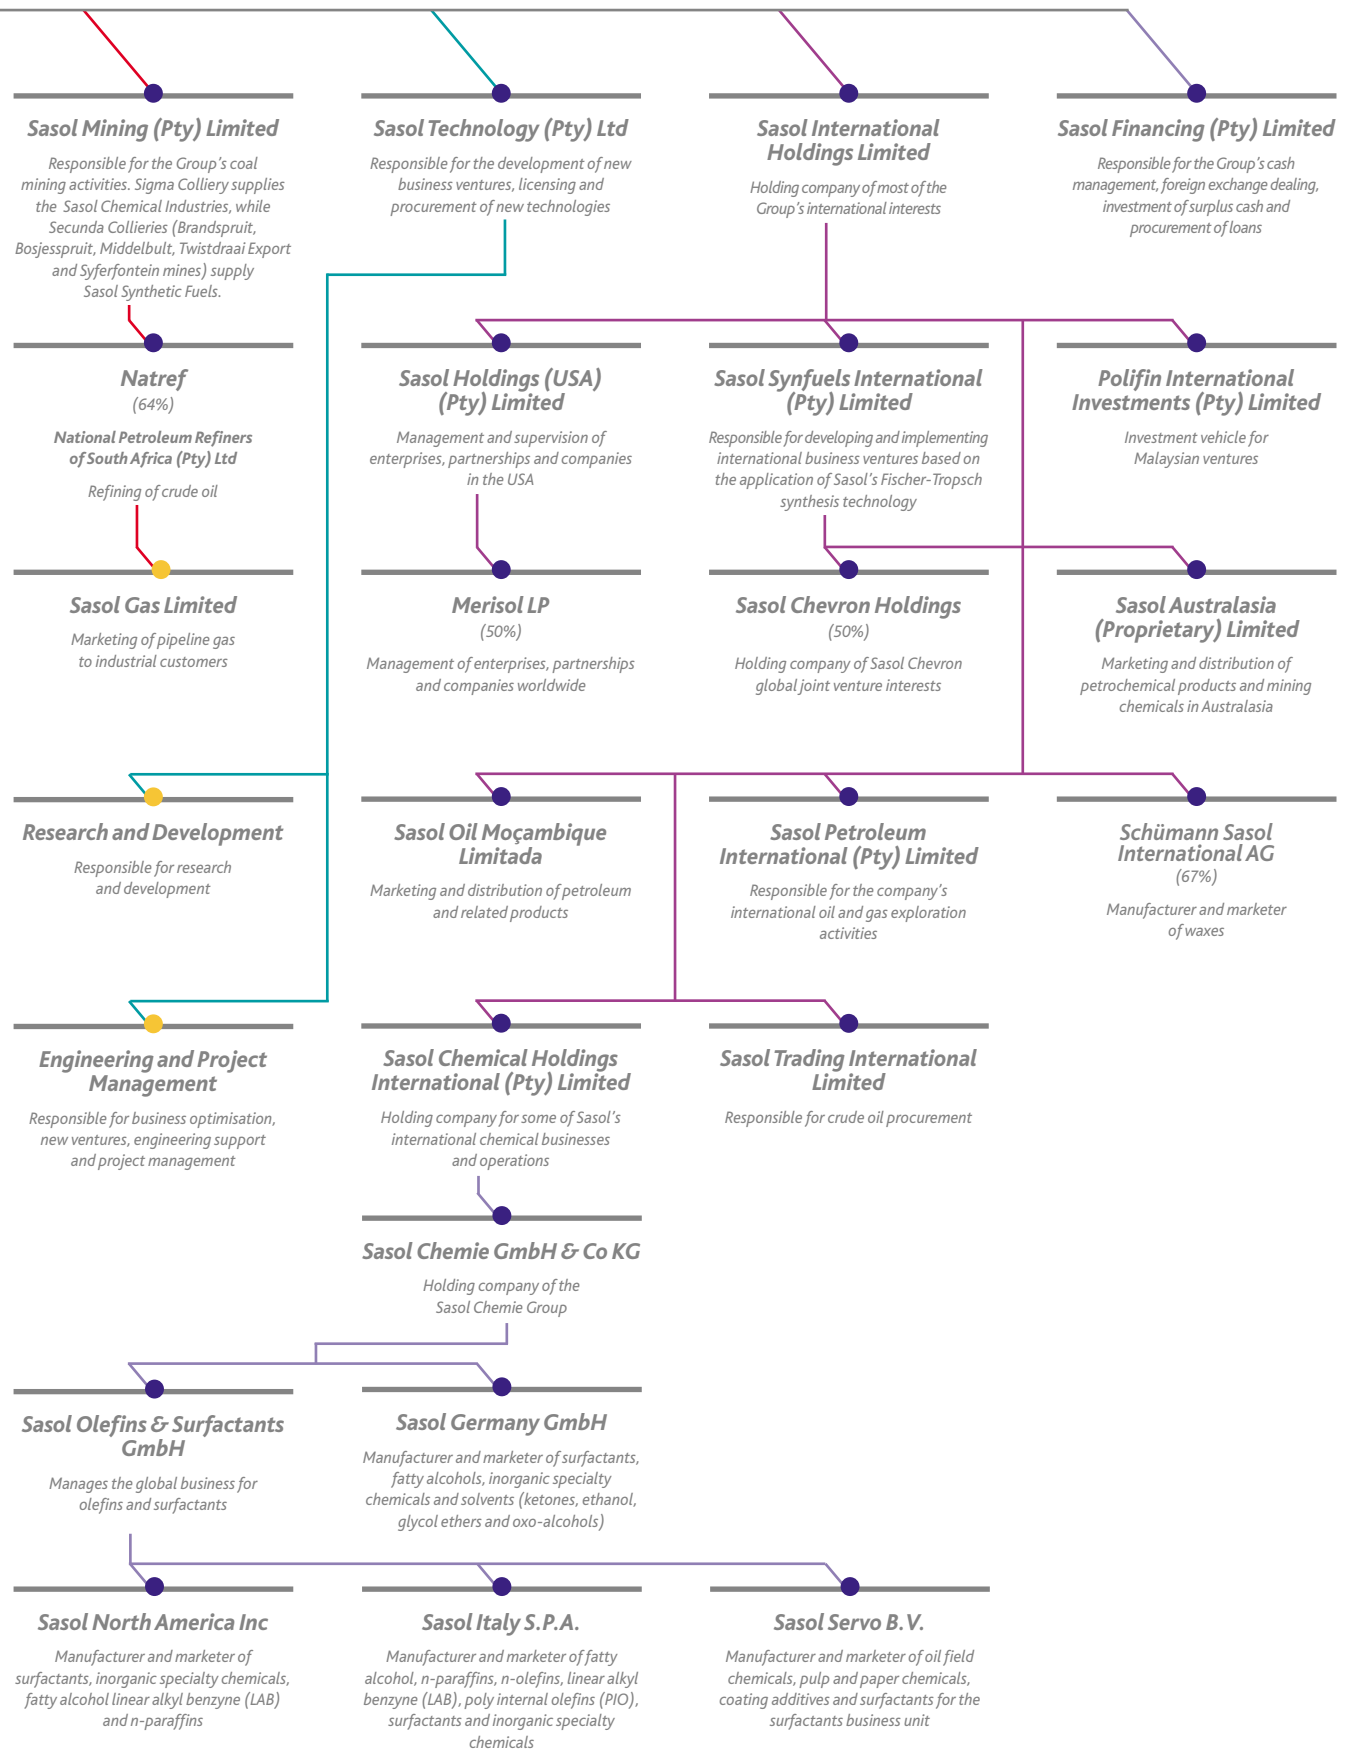 Sasol Mining (Pty) Limited
Responsible for the Group's coal
mining activities. Sigma Colliery supplies
the Sasol Chemical Industries, while
Secunda Collieries (Brandspruit,
Bosjesspruit, Middelbult, Twistdraai Export
and Syferfontein mines) supply
Sasol Synthetic Fuels.
Sasol Technology (Pty) Ltd
Responsible for the development of new
business ventures, licensing and
procurement of new technologies
Sasol International
Holdings Limited
Holding company of most of the
Group's international interests
Sasol Financing (Pty) Limited
Responsible for the Group's cash
management, foreign exchange dealing,
investment of surplus cash and
procurement of loans
Natref
(64%)
National Petroleum Refiners
of South Africa (Pty) Ltd
Refining of crude oil
Sasol Holdings (USA)
(Pty) Limited
Management and supervision of
enterprises, partnerships and companies
in the USA
Sasol Synfuels International
(Pty) Limited
Responsible for developing and implementing
international business ventures based on
the application of Sasol's Fischer-Tropsch
synthesis technology
Polifin International
Investments (Pty) Limited
Investment vehicle for
Malaysian ventures
Sasol Gas Limited
Marketing of pipeline gas
to industrial customers
Merisol LP
(50%)
Management of enterprises, partnerships
and companies worldwide
Sasol Chevron Holdings
(50%)
Holding company of Sasol Chevron
global joint venture interests
Sasol Australasia
(Proprietary) Limited
Marketing and distribution of
petrochemical products and mining
chemicals in Australasia
Research and Development
Responsible for research
and development
Sasol Oil Moçambique
Limitada
Marketing and distribution of petroleum
and related products
Sasol Petroleum
International (Pty) Limited
Responsible for the company's
international oil and gas exploration
activities
Schümann Sasol
International AG
(67%)
Manufacturer and marketer
of waxes
Engineering and Project
Management
Responsible for business optimisation,
new ventures, engineering support
and project management
Sasol Chemical Holdings
International (Pty) Limited
Holding company for some of Sasol's
international chemical businesses
and operations
Sasol Trading International
Limited
Responsible for crude oil procurement
Sasol Chemie GmbH & Co KG
Holding company of the
Sasol Chemie Group
Sasol Olefins & Surfactants
GmbH
Manages the global business for
olefins and surfactants
Sasol Germany GmbH
Manufacturer and marketer of surfactants,
fatty alcohols, inorganic specialty
chemicals and solvents (ketones, ethanol,
glycol ethers and oxo-alcohols)
Sasol North America Inc
Manufacturer and marketer of
surfactants, inorganic specialty chemicals,
fatty alcohol linear alkyl benzyne (LAB)
and n-paraffins
Sasol Italy S.P.A.
Manufacturer and marketer of fatty
alcohol, n-paraffins, n-olefins, linear alkyl
benzyne (LAB), poly internal olefins (PIO),
surfactants and inorganic specialty
chemicals
Sasol Servo B.V.
Manufacturer and marketer of oil field
chemicals, pulp and paper chemicals,
coating additives and surfactants for the
surfactants business unit